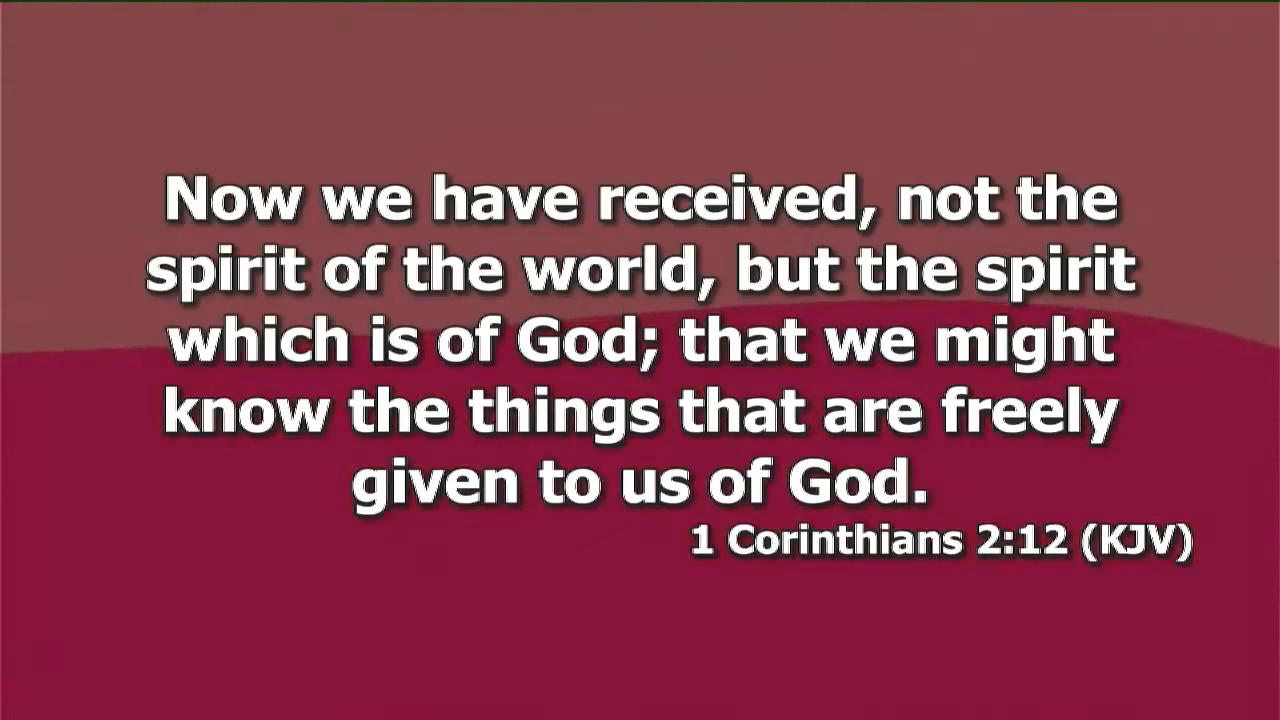 Now we have received, not the
spirit of the world, but the spirit
which is of God; that we might
know the things that are freely
given to us of God.
1 Corinthians 2:12 (KJV)